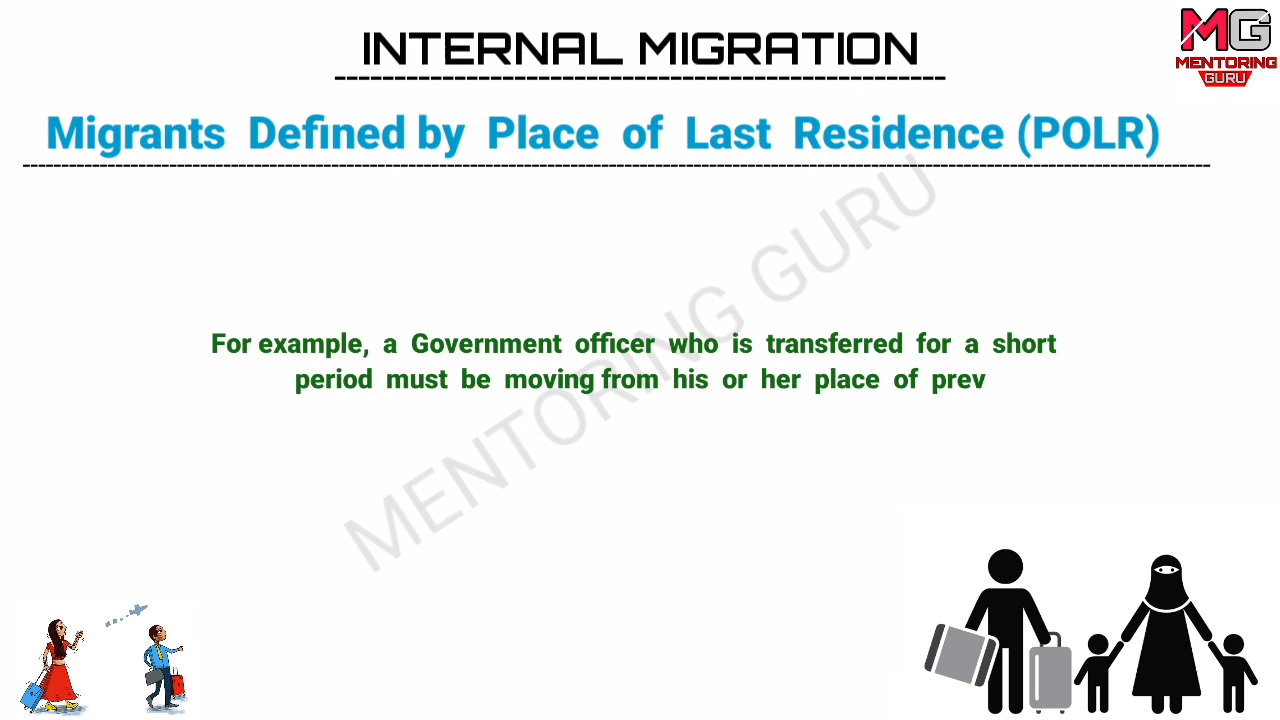 INTERNAL MIGRATION
MG
MENTORING
GURU
Migrants Defined by Place of Last Residence (POLR)
For example, a Government officer who is transferred for a short
period must be moving from his or her place of prev
MENTORING GURU